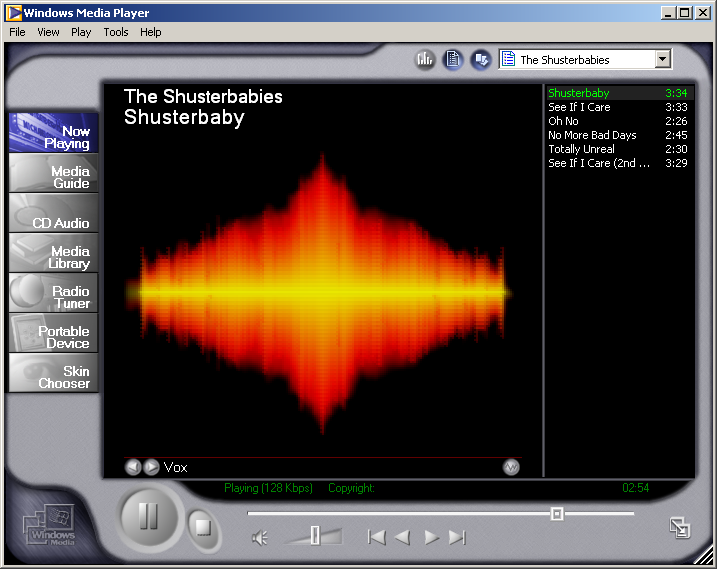 Windows Media Player
File View Play Tools Help
The Shusterbabies
The Shusterbabies
Shusterbaby
Shusterbaby 3:34
See If I Care 3:33
Oh No 2:26
No More Bad Days 2:45
Totally Unreal 2:30
See If I Care (2nd ... 3:29
Now
Playing
Media
Guide
CD Audio
Media
Library
Radio
Tuner
Portable
Device
Skin
Chooser
Vox
Playing (128 Kbps) Copyright: 02:54
Windows
Media